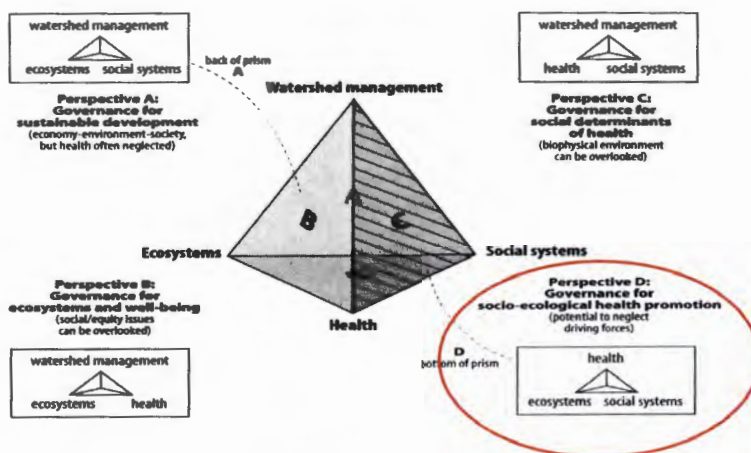 watershed management
ecosystems social systems
Perspective A:
Governance for
sustainable development
(economy-environment-society,
but health often neglected)
back of prism
A
Watershed management
watershed management
health social systems
Perspective C:
Governance for
social determinants
of health
(biophysical environment
can be overlooked)
A
B
C
Ecosystems
Social systems
Health
Perspective B:
Governance for
ecosystems and well-being
(social/equity issues
can be overlooked)
watershed management
ecosystems health
Perspective D:
Governance for
socio-ecological health promotion
(potential to neglect
driving forces)
D
bottom of prism
health
ecosystems social systems